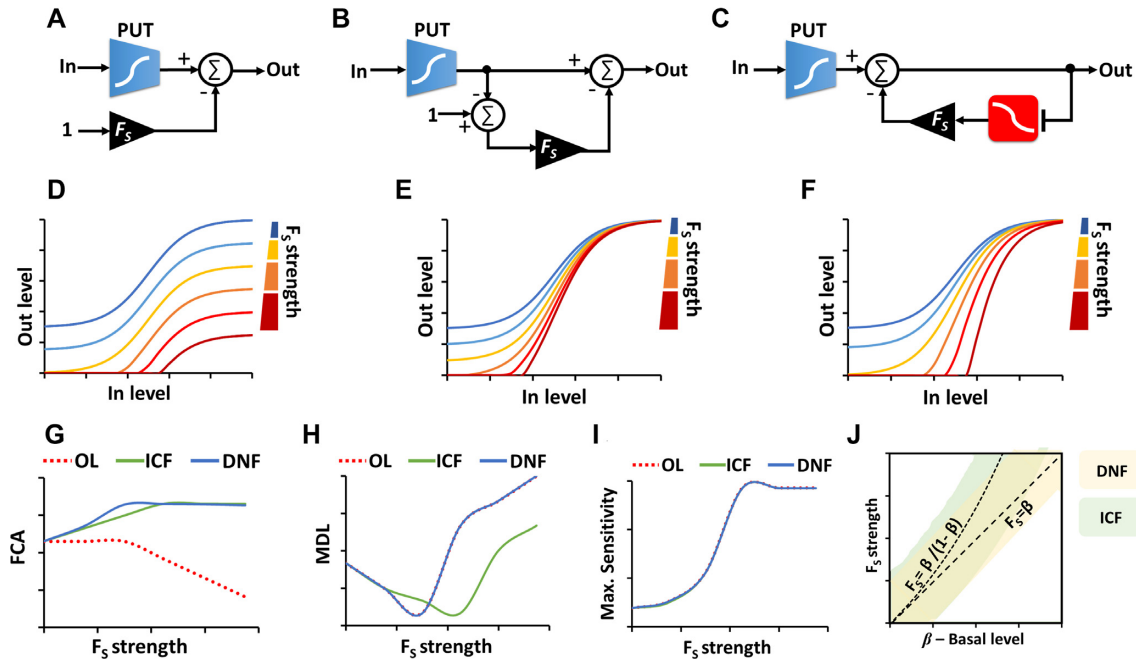 A
B
C
PUT
PUT
PUT
In
+
Σ
Out
-
1
Fs
In
+
Σ
Out
-
-
1
+
Σ
Fs
In
+
Σ
Out
-
Fs
D
E
F
Out level
In level
Fs strength
Out level
In level
Fs strength
Out level
In level
Fs strength
G
H
I
J
OL ICF DNF
FCA
Fs strength
OL ICF DNF
MDL
Fs strength
OL ICF DNF
Max. Sensitivity
Fs strength
Fs strength
Fs= β /(1- β)
Fs=β
β – Basal level
DNF
ICF